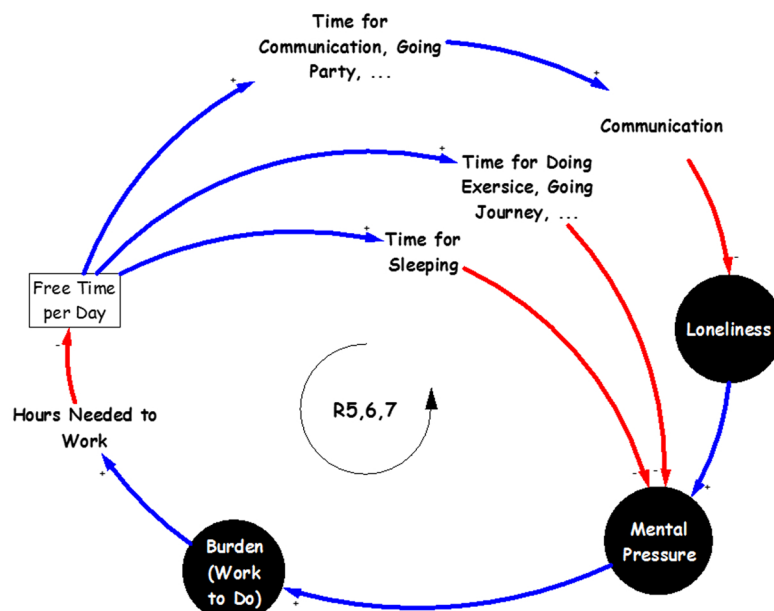 Time for
Communication, Going
Party, ...
+
+
Communication
+
Time for Doing
Exersice, Going
Journey, ...
+
Time for
Sleeping
-
Free Time
per Day
Loneliness
-
Hours Needed to
Work
R5,6,7
+
- -
+
Mental
Pressure
Burden
(Work
to Do)
+